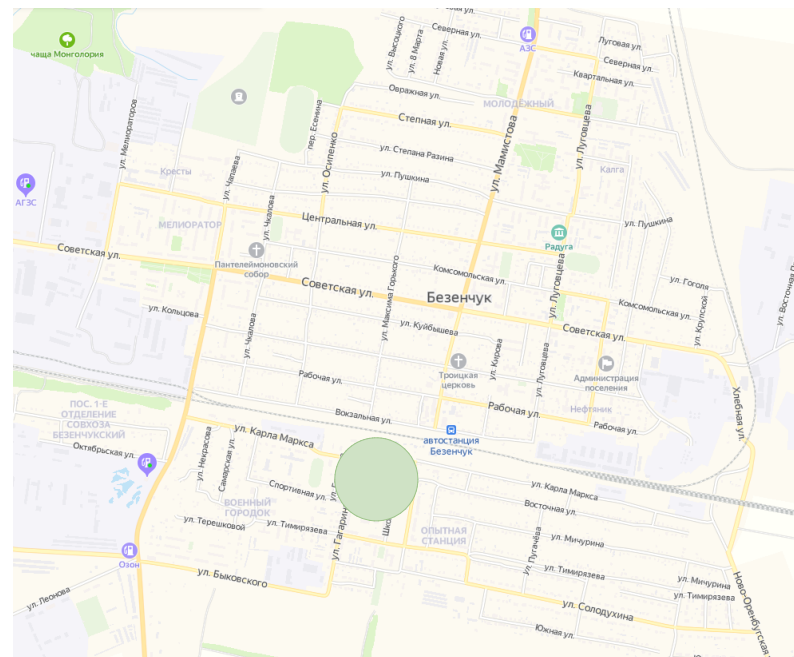 Северная ул.
ул. Высоцкого
ул. 8 Марта
Новая ул.
АЗС
Луговая ул.
Северная ул.
Квартальная ул.
чаща Монголория
Овражная ул.
МОЛОДЁЖНЫЙ
ул. Мелиораторов
пер. Есенина
Степная ул.
ул. Осипенко
ул. Мамистова
ул. Луговцева
ул. Степана Разина
Кресты
ул. Чапаева
ул. Пушкина
Калга
АГЗС
МЕЛИОРАТОР
ул. Чкалова
Центральная ул.
ул. Пушкина
Радуга
Советская ул.
Пантелеймоновский
собор
Комсомольская ул.
ул. Гоголя
ул. Луговцева
Советская ул.
ул. Максима Горького
Безенчук
Комсомольская ул.
ул. Крупской
ул. Восточная
ул. Кольцова
ул. Чкалова
ул. Куйбышева
Советская ул.
ул. Кирова
ул. Луговцева
Троицкая
церковь
Администрация
поселения
Рабочая ул.
Хлебная ул.
ПОС. 1-Е
ОТДЕЛЕНИЕ
СОВХОЗА
БЕЗЕНЧУКСКИЙ
Вокзальная ул.
Рабочая ул.
Нефтяник
Рабочая ул.
ул. Карла Маркса
автостанция
Безенчук
Октябрьская ул.
ул. Некрасова
Самарская ул.
Спортивная ул.
ул. Карла Маркса
Восточная ул.
ВОЕННЫЙ
ГОРОДОК
ул. Терешковой
ул. Тимирязева
ул. Гагарин
Шко
ОПЫТНАЯ
СТАНЦИЯ
ул. Пугачёва
ул. Мичурина
Озон
ул. Быковского
ул. Тимирязева
ул. Мичурина
ул. Тимирязева
Ново-Оренбургская
ул. Леонова
ул. Солодухина
Южная ул.